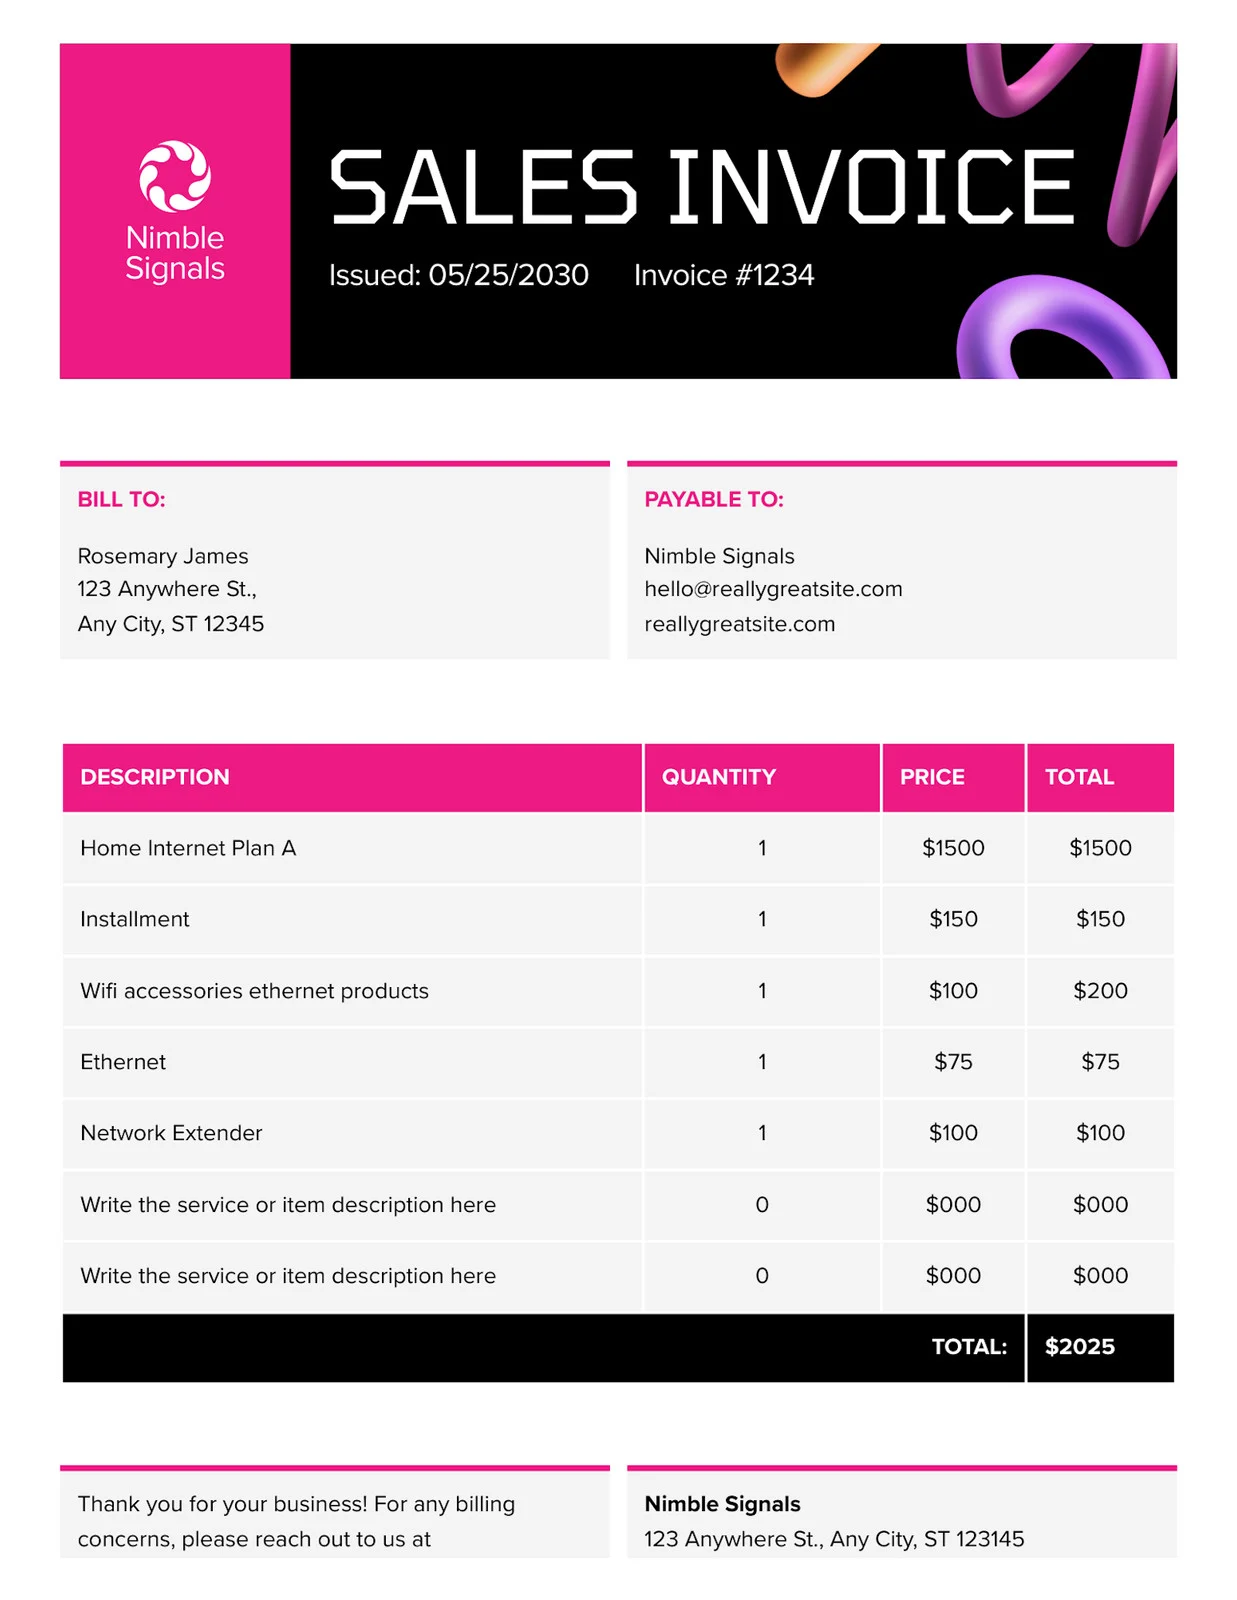 Nimble
Signals
SALES INVOICE
Issued: 05/25/2030 Invoice #1234
BILL TO:
Rosemary James
123 Anywhere St.,
Any City, ST 12345
PAYABLE TO:
Nimble Signals
hello@reallygreatsite.com
reallygreatsite.com
DESCRIPTION QUANTITY PRICE TOTAL
Home Internet Plan A 1 $1500 $1500
Installment 1 $150 $150
Wifi accessories ethernet products 1 $100 $200
Ethernet 1 $75 $75
Network Extender 1 $100 $100
Write the service or item description here 0 $000 $000
Write the service or item description here 0 $000 $000
TOTAL: $2025
Thank you for your business! For any billing
concerns, please reach out to us at
Nimble Signals
123 Anywhere St., Any City, ST 123145